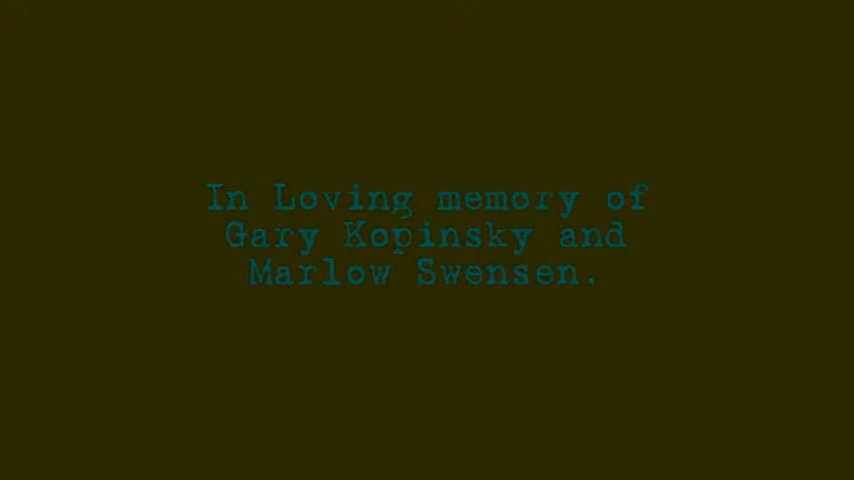 In Loving memory of
Gary Kopinsky and
Marlow Swensen.